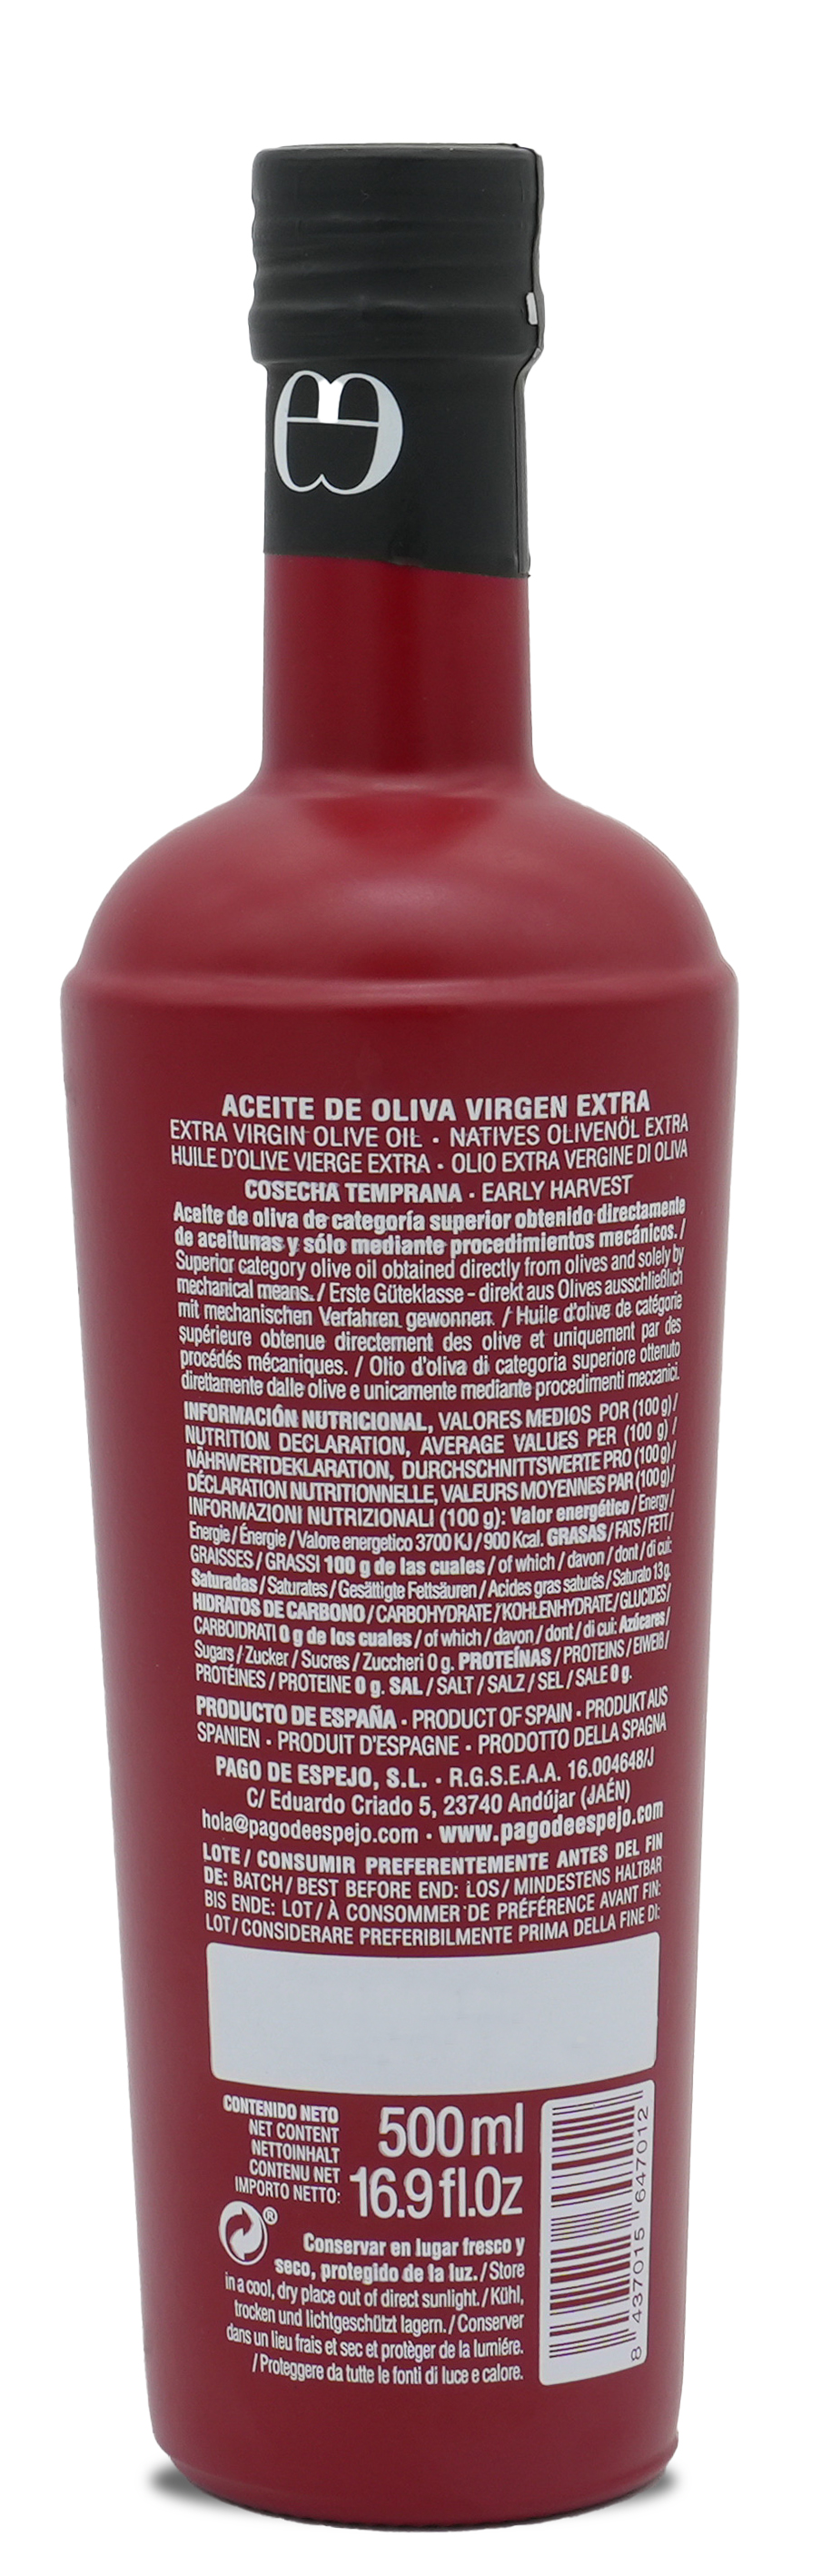 ACEITE DE OLIVA VIRGEN EXTRA
EXTRA VIRGIN OLIVE OIL · NATIVES OLIVENÖL EXTRA
HUILE D'OLIVE VIERGE EXTRA · OLIO EXTRA VERGINE DI OLIVA
COSECHA TEMPRANA · EARLY HARVEST
Aceite de oliva de categoría superior obtenido directamente
de aceitunas y sólo mediante procedimientos mecánicos. /
Superior category olive oil obtained directly from olives and solely by
mechanical means. / Erste Güteklasse - direkt aus Olives ausschließlich
mit mechanischen Verfahren gewonnen. / Huile d'olive de catégorie
supérieure obtenue directement des olive et uniquement par des
procédés mécaniques. / Olio d'oliva di categoria superiore ottenuto
direttamente dalle olive e unicamente mediante procedimenti meccanici.
INFORMACIÓN NUTRICIONAL, VALORES MEDIOS POR (100 g) /
NUTRITION DECLARATION, AVERAGE VALUES PER (100 g) /
NÄHRWERTDEKLARATION, DURCHSCHNITTSWERTE PRO (100 g) /
DÉCLARATION NUTRITIONNELLE, VALEURS MOYENNES PAR (100 g) /
INFORMAZIONI NUTRIZIONALI (100 g): Valor energético / Energy /
Energie / Énergie / Valore energetico 3700 KJ / 900 Kcal. GRASAS / FATS / FETT /
GRAISSES / GRASSI 100 g de las cuales / of which / davon / dont / di cui:
Saturadas / Saturates / Gesättigte Fettsäuren / Acides gras saturés / Saturato 13 g.
HIDRATOS DE CARBONO / CARBOHYDRATE / KOHLENHYDRATE / GLUCIDES /
CARBOIDRATI 0 g de los cuales / of which / davon / dont / di cui: Azúcares /
Sugars / Zucker / Sucres / Zuccheri 0 g. PROTEÍNAS / PROTEINS / EIWEIß /
PROTÉINES / PROTEINE 0 g. SAL / SALT / SALZ / SEL / SALE 0 g.
PRODUCTO DE ESPAÑA · PRODUCT OF SPAIN · PRODUKT AUS
SPANIEN · PRODUIT D'ESPAGNE · PRODOTTO DELLA SPAGNA
PAGO DE ESPEJO, S.L. · R.G.S.E.A.A. 16.004648/J
C/ Eduardo Criado 5, 23740 Andújar (JAÉN)
hola@pagodeespejo.com · www.pagodeespejo.com
LOTE / CONSUMIR PREFERENTEMENTE ANTES DEL FIN
DE: BATCH / BEST BEFORE END: LOS / MINDESTENS HALTBAR
BIS ENDE: LOT / À CONSOMMER DE PRÉFÉRENCE AVANT FIN:
LOT / CONSIDERARE PREFERIBILMENTE PRIMA DELLA FINE DI:
CONTENIDO NETO
NET CONTENT
NETTOINHALT
CONTENU NET
IMPORTO NETTO:
500 ml
16.9 fl.Oz
®
Conservar en lugar fresco y
seco, protegido de la luz. / Store
in a cool, dry place out of direct sunlight. / Kühl,
trocken und lichtgeschützt lagern. / Conserver
dans un lieu frais et sec et protèger de la lumiére.
/ Proteggere da tutte le fonti di luce e calore.
8 437015 647012